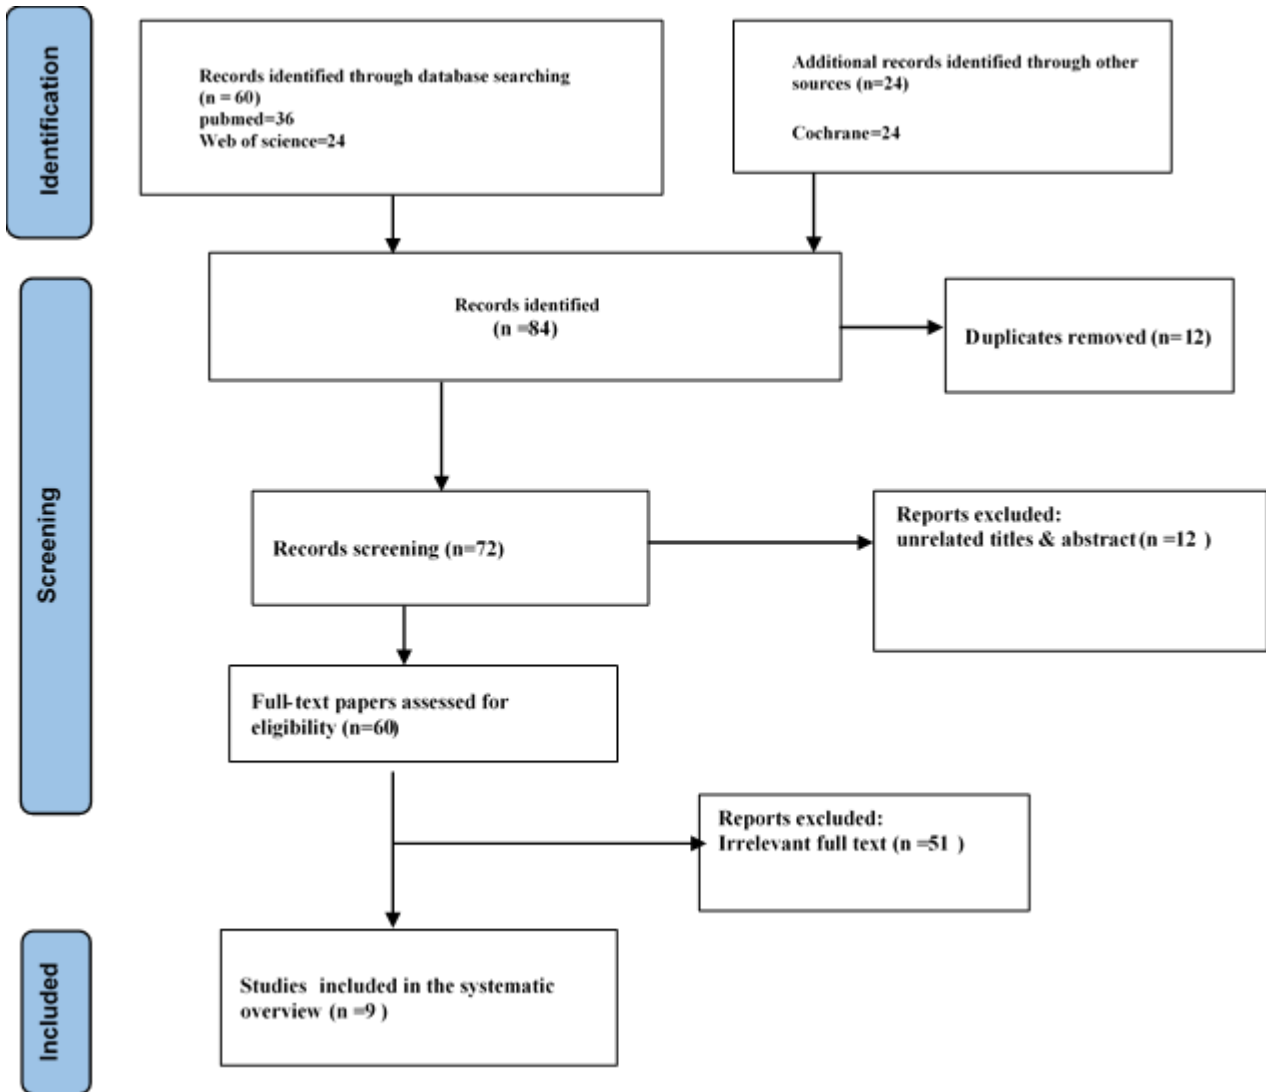 Identification
Records identified through database searching
(n = 60)
pubmed=36
Web of science=24
Additional records identified through other
sources (n=24)
Cochrane=24
Records identified
(n =84)
Duplicates removed (n=12)
Screening
Records screening (n=72)
Reports excluded:
unrelated titles & abstract (n =12 )
Full-text papers assessed for
eligibility (n=60)
Reports excluded:
Irrelevant full text (n =51 )
Included
Studies included in the systematic
overview (n =9 )